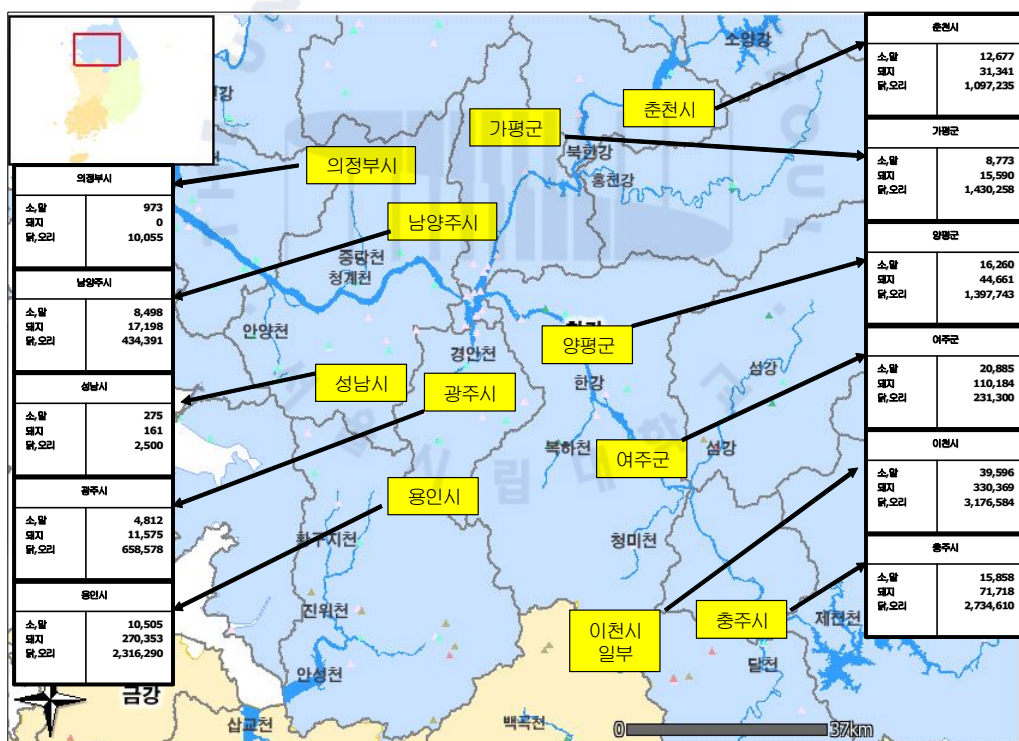 의정부시
소,말 973
돼지 0
닭,오리 10,055
남양주시
소,말 8,498
돼지 17,198
닭,오리 434,391
성남시
소,말 275
돼지 161
닭,오리 2,500
광주시
소,말 4,812
돼지 11,575
닭,오리 658,578
용인시
소,말 10,505
돼지 270,353
닭,오리 2,316,290
춘천시
소,말 12,677
돼지 31,341
닭,오리 1,097,235
가평군
소,말 8,773
돼지 15,590
닭,오리 1,430,258
양평군
소,말 16,260
돼지 44,661
닭,오리 1,397,743
여주군
소,말 20,885
돼지 110,184
닭,오리 231,300
이천시
소,말 39,596
돼지 330,369
닭,오리 3,176,584
충주시
소,말 15,858
돼지 71,718
닭,오리 2,734,610
소양강
춘천시
가평군
북한강
홍천강
의정부시
남양주시
중랑천
청계천
안양천
경안천
양평군
성남시
광주시
한강
섬강
복하천
여주군
섬강
용인시
황구지천
청미천
진위천
이천시
일부
충주시
제천천
달천
안성천
금강
삽교천
백곡천
0 37km